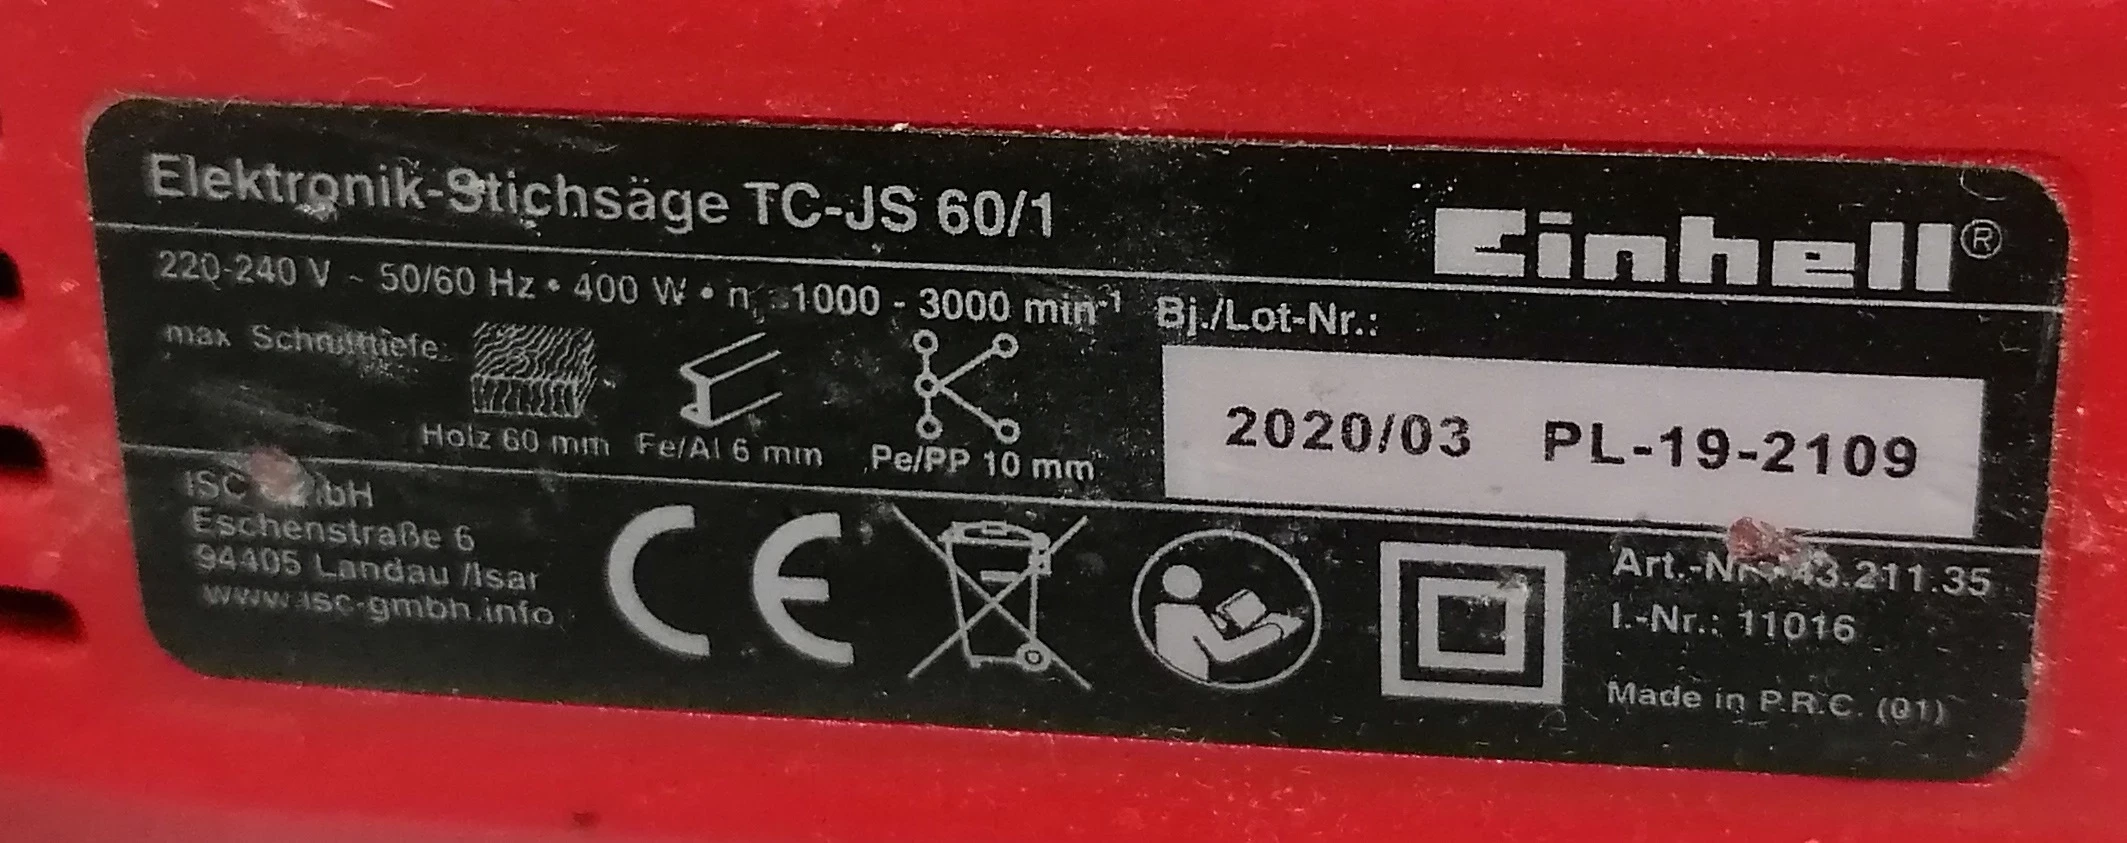 Elektronik-Stichsäge TC-JS 60/1
Einhell®
220-240 V ~ 50/60 Hz • 400 W • n 1000 - 3000 min⁻¹
Bj./Lot-Nr.:
max Schnitttiefe:
Holz 60 mm Fe/Al 6 mm Pe/PP 10 mm
2020/03 PL-19-2109
ISC GmbH
Eschenstraße 6
94405 Landau /Isar
www.isc-gmbh.info
CE
Art.-Nr. 43.211.35
I.-Nr.: 11016
Made in P.R.C. (01)